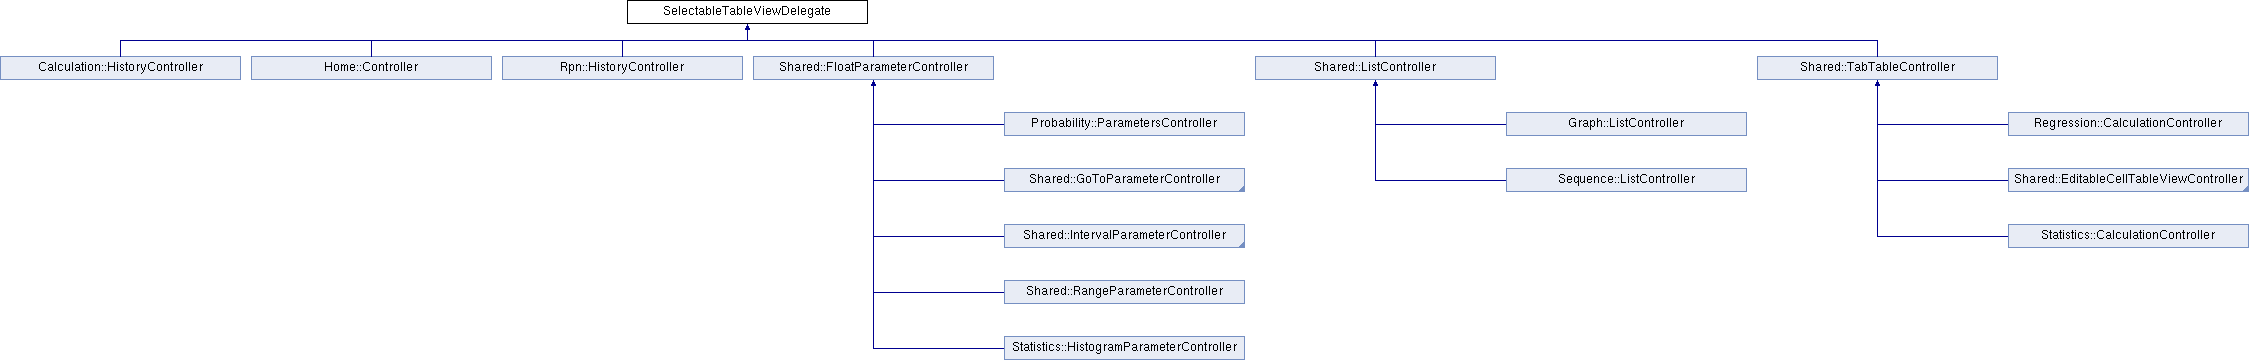 SelectableTableViewDelegate
Calculation::HistoryController
Home::Controller
Rpn::HistoryController
Shared::FloatParameterController
Shared::ListController
Shared::TabTableController
Probability::ParametersController
Graph::ListController
Regression::CalculationController
Shared::GoToParameterController
Sequence::ListController
Shared::EditableCellTableViewController
Shared::IntervalParameterController
Statistics::CalculationController
Shared::RangeParameterController
Statistics::HistogramParameterController